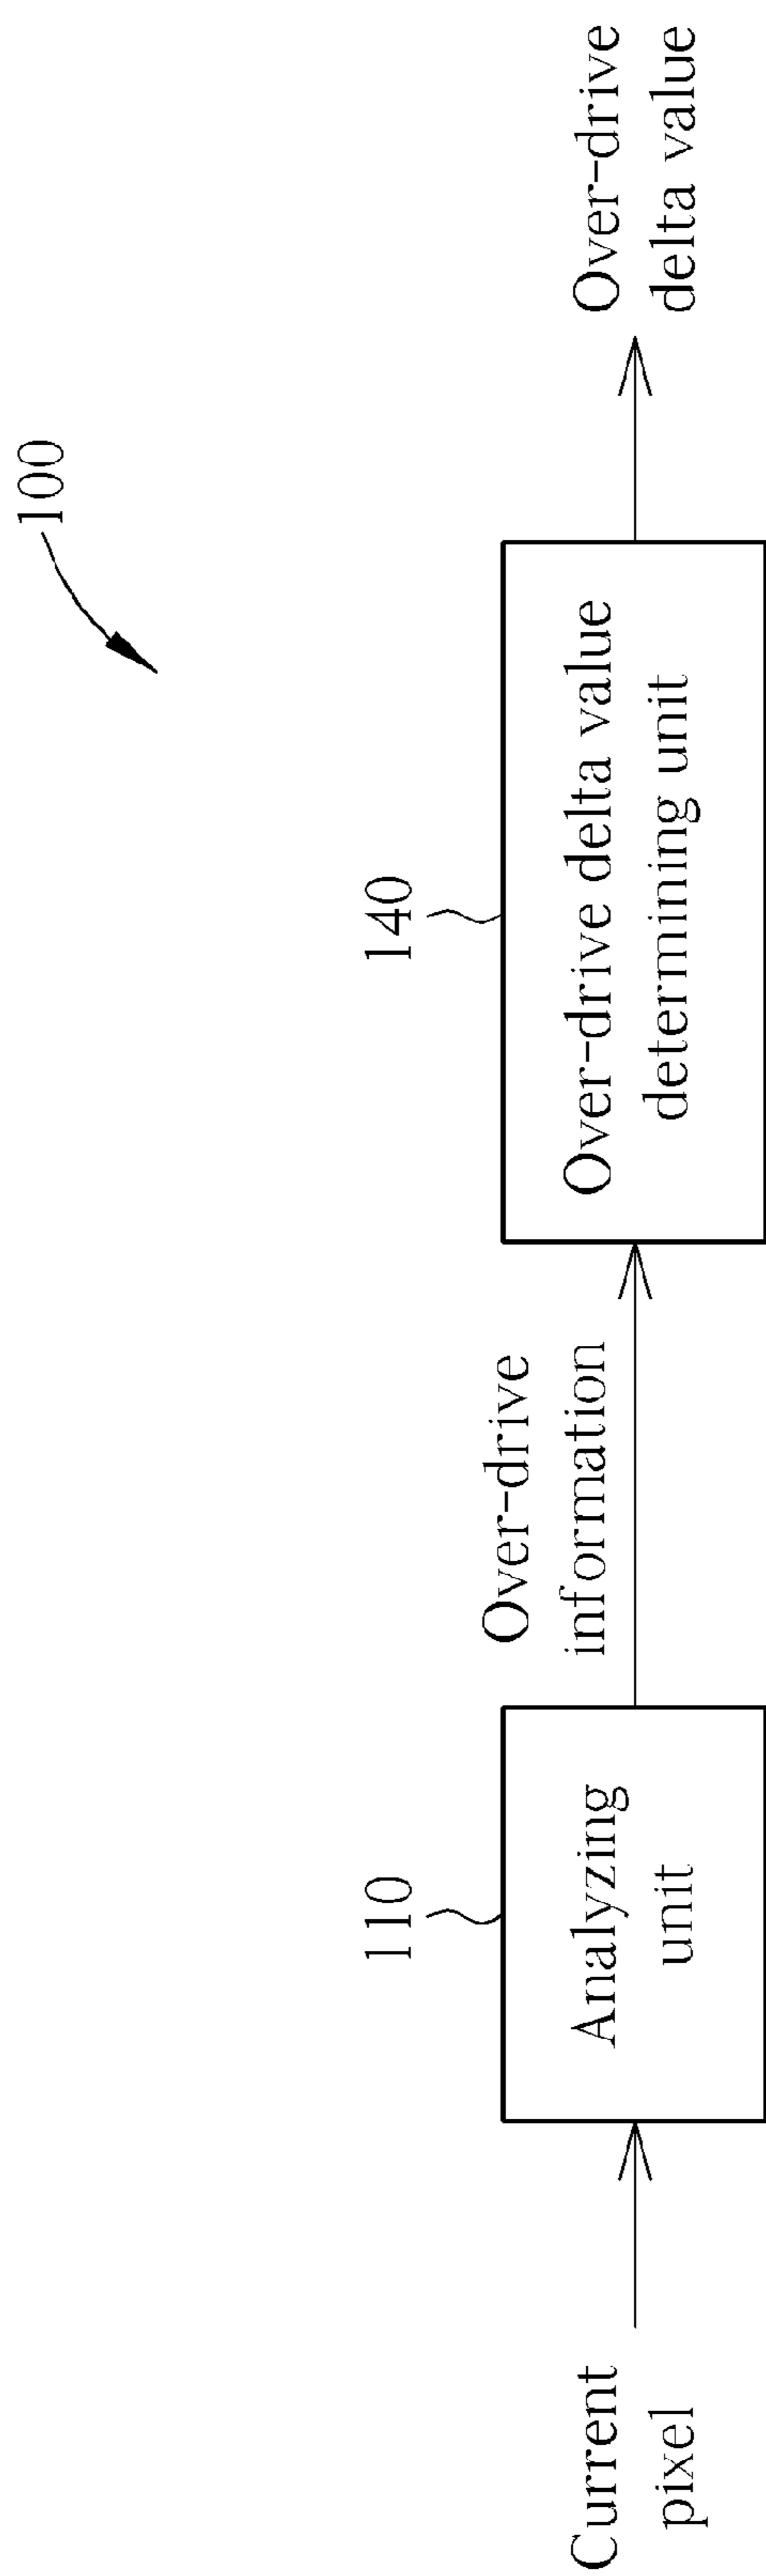 100
Current
pixel
110
Analyzing
unit
Over-drive
information
140
Over-drive delta value
determining unit
Over-drive
delta value